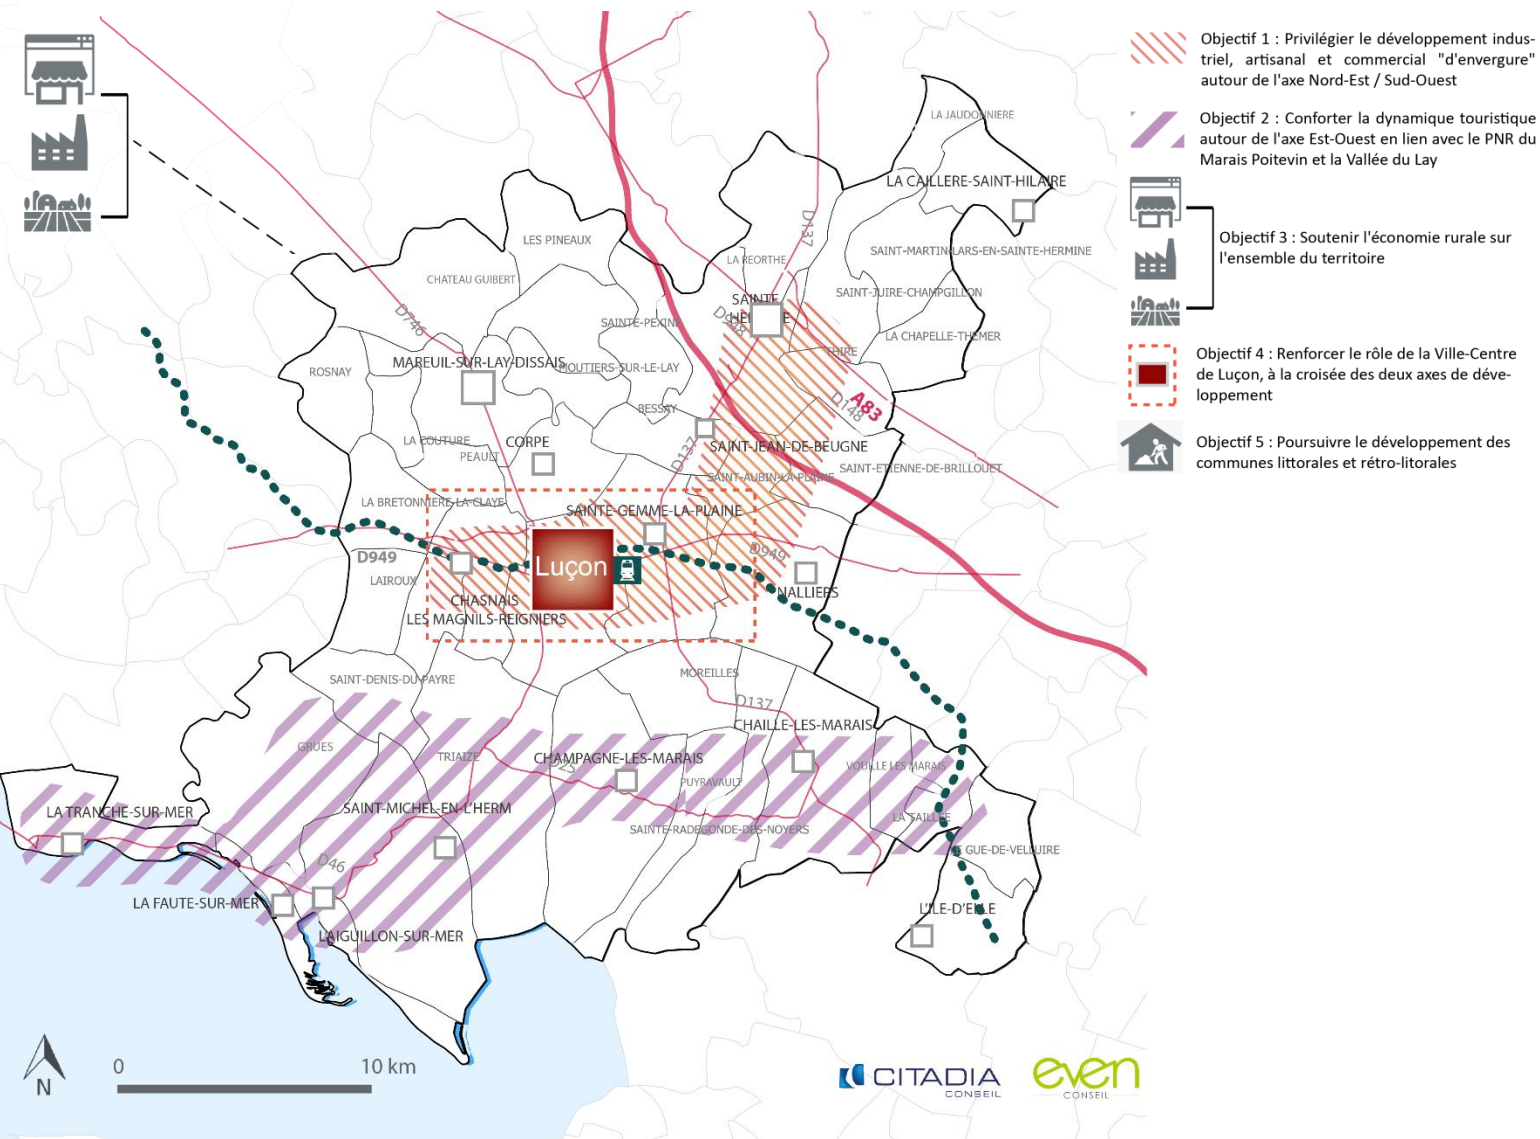 Objectif 1 : Privilégier le développement indus-
triel, artisanal et commercial "d'envergure"
autour de l'axe Nord-Est / Sud-Ouest
Objectif 2 : Conforter la dynamique touristique
autour de l'axe Est-Ouest en lien avec le PNR du
Marais Poitevin et la Vallée du Lay
Objectif 3 : Soutenir l'économie rurale sur
l'ensemble du territoire
Objectif 4 : Renforcer le rôle de la Ville-Centre
de Luçon, à la croisée des deux axes de déve-
loppement
Objectif 5 : Poursuivre le développement des
communes littorales et rétro-litorales
LA JAUDONNIERE
LA CAILLERE-SAINT-HILAIRE
D137
LES PINEAUX
SAINT-MARTIN-LARS-EN-SAINTE-HERMINE
LA REORTHE
CHATEAU GUIBERT
SAINT-JUIRE-CHAMPGILLON
SAINTE
D746
D948
SAINTE-PEXINE
LA CHAPELLE-THEMER
THIRE
MAREUIL-SUR-LAY-DISSAIS
MOUTIERS-SUR-LE-LAY
ROSNAY
D148
A83
BESSAY
LA COUTURE
CORPE
SAINT-JEAN-DE-BEUGNE
PEAULT
D137
SAINT-ETIENNE-DE-BRILLOUET
SAINT-AUBIN-LA-PLAINE
LA BRETONNIERE-LA-CLAYE
SAINTE-GEMME-LA-PLAINE
D949
D949
Luçon
LAIROUX
NALLIERS
CHASNAIS
LES MAGNILS-REIGNIERS
SAINT-DENIS-DU-PAYRE
MOREILLES
D137
CHAILLE-LES-MARAIS
GRUES
TRIAIZE
CHAMPAGNE-LES-MARAIS
D25
VOUILLE LES MARAIS
PUYRAVAULT
LA TRANCHE-SUR-MER
SAINT-MICHEL-EN-L'HERM
LA TAILLEE
SAINTE-RADEGONDE-DES-NOYERS
GUE-DE-VELLUIRE
D46
LA FAUTE-SUR-MER
L'ILE-D'ELLE
L'AIGUILLON-SUR-MER
N
0
10 km
CITADIA
CONSEIL
even
CONSEIL